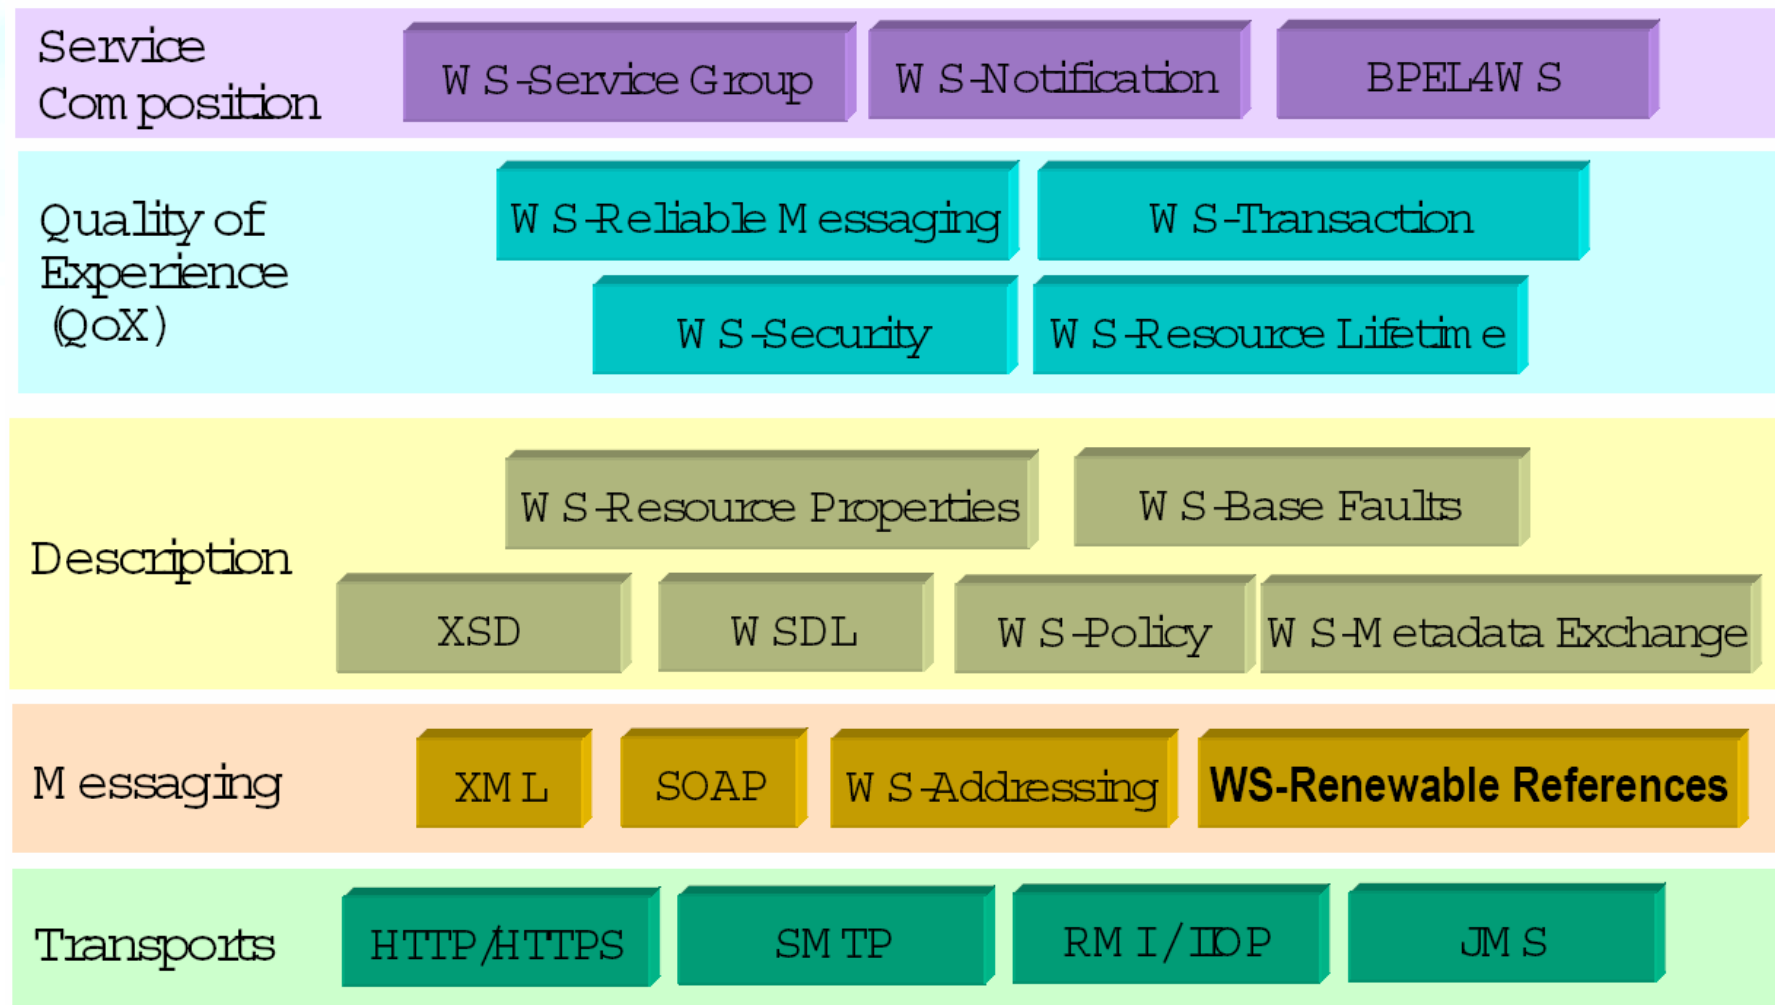 Service
Composition
WS-Service Group
WS-Notification
BPEL4WS
Quality of
Experience
(QoX)
WS-Reliable Messaging
WS-Transaction
WS-Security
WS-Resource Lifetime
Description
WS-Resource Properties
WS-Base Faults
XSD
WSDL
WS-Policy
WS-Metadata Exchange
Messaging
XML
SOAP
WS-Addressing
WS-Renewable References
Transports
HTTP/HTTPS
SMTP
RMI/IIOP
JMS